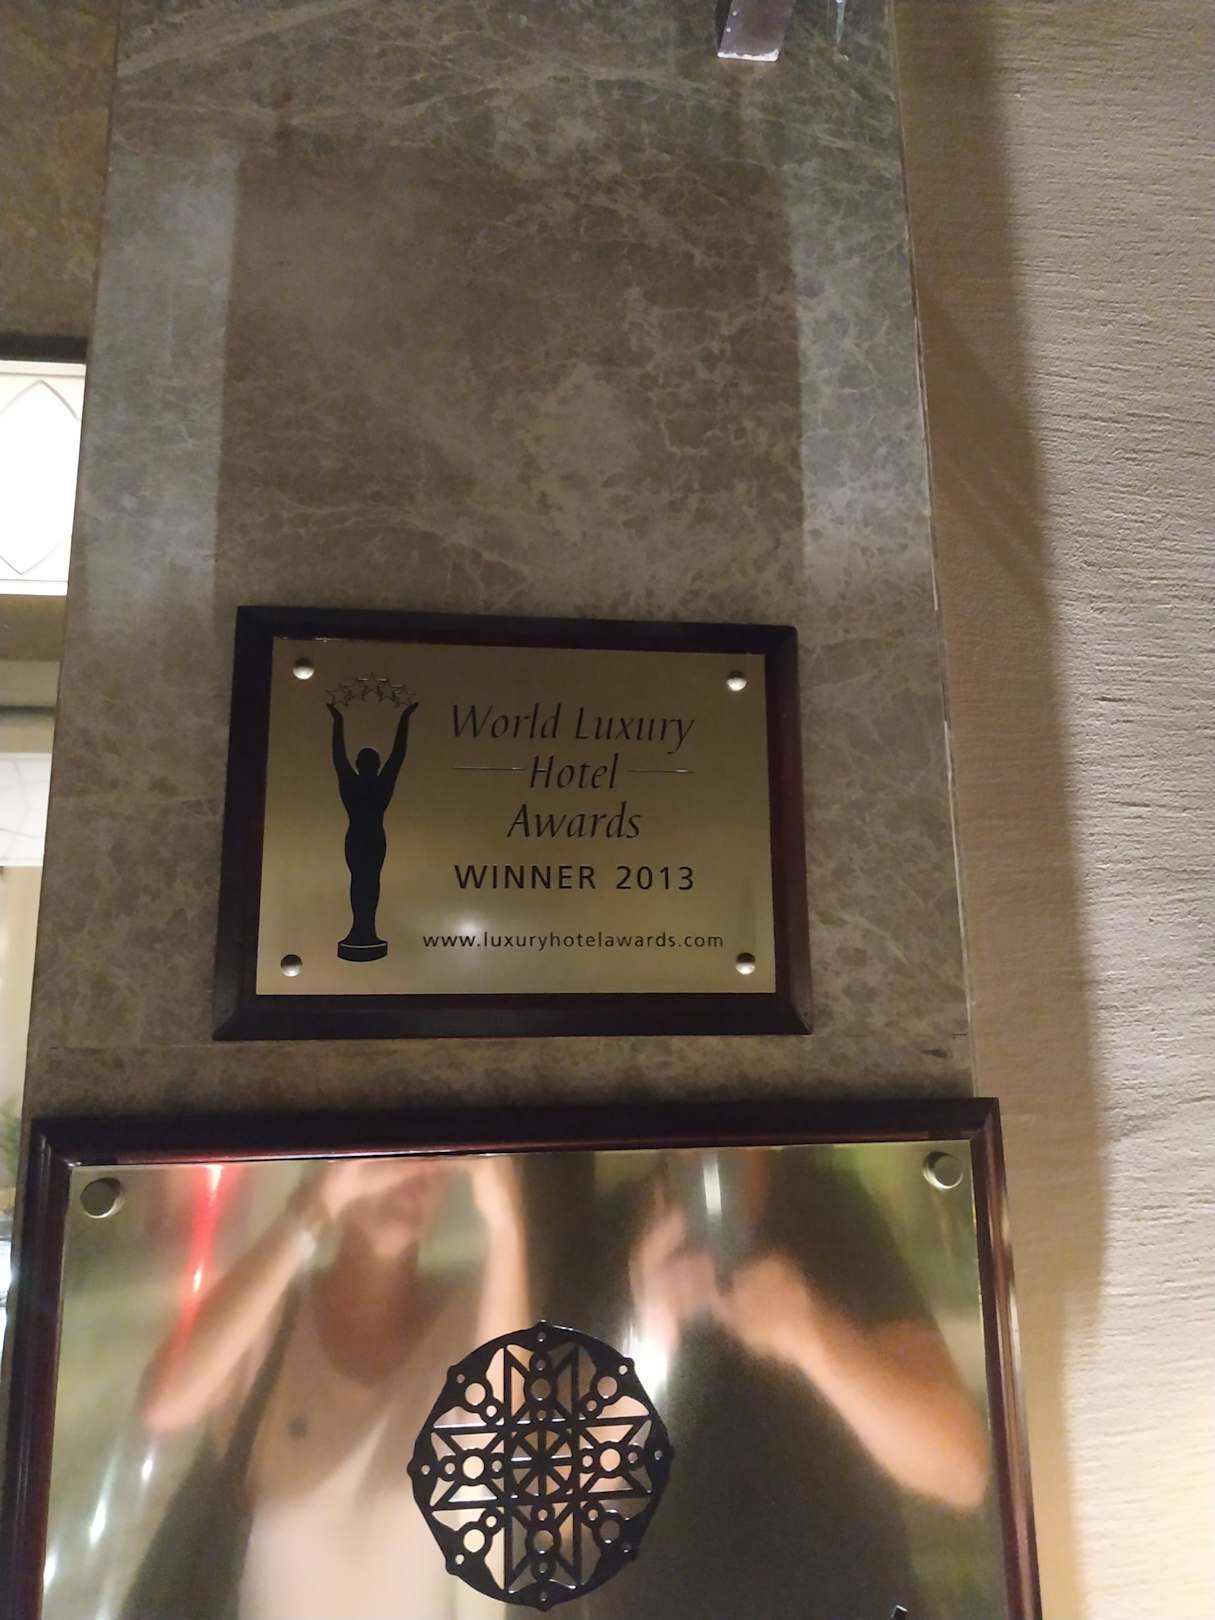 World Luxury
Hotel
Awards
WINNER 2013
www.luxuryhotelawards.com